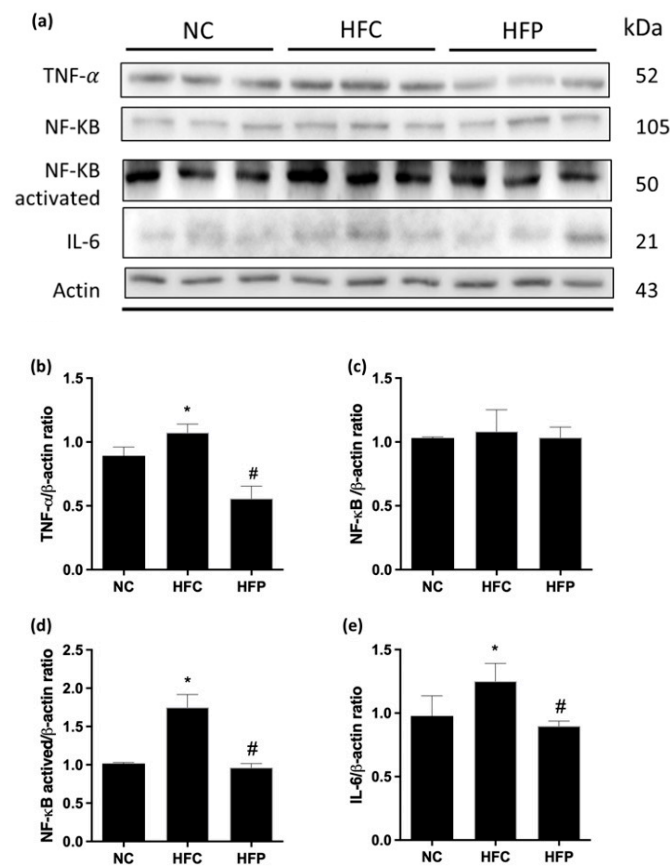 (a)
NC HFC HFP kDa
TNF-α 52
NF-KB 105
NF-KB
activated 50
IL-6 21
Actin 43
(b)
TNF-α/β-actin ratio
1.5
1.0
0.5
0.0
*
#
NC HFC HFP
(c)
NF-κB /β-actin ratio
1.5
1.0
0.5
0.0
NC HFC HFP
(d)
NF-κB actived/β-actin ratio
2.5
2.0
1.5
1.0
0.5
0.0
*
#
NC HFC HFP
(e)
IL-6/β-actin ratio
1.5
1.0
0.5
0.0
*
#
NC HFC HFP